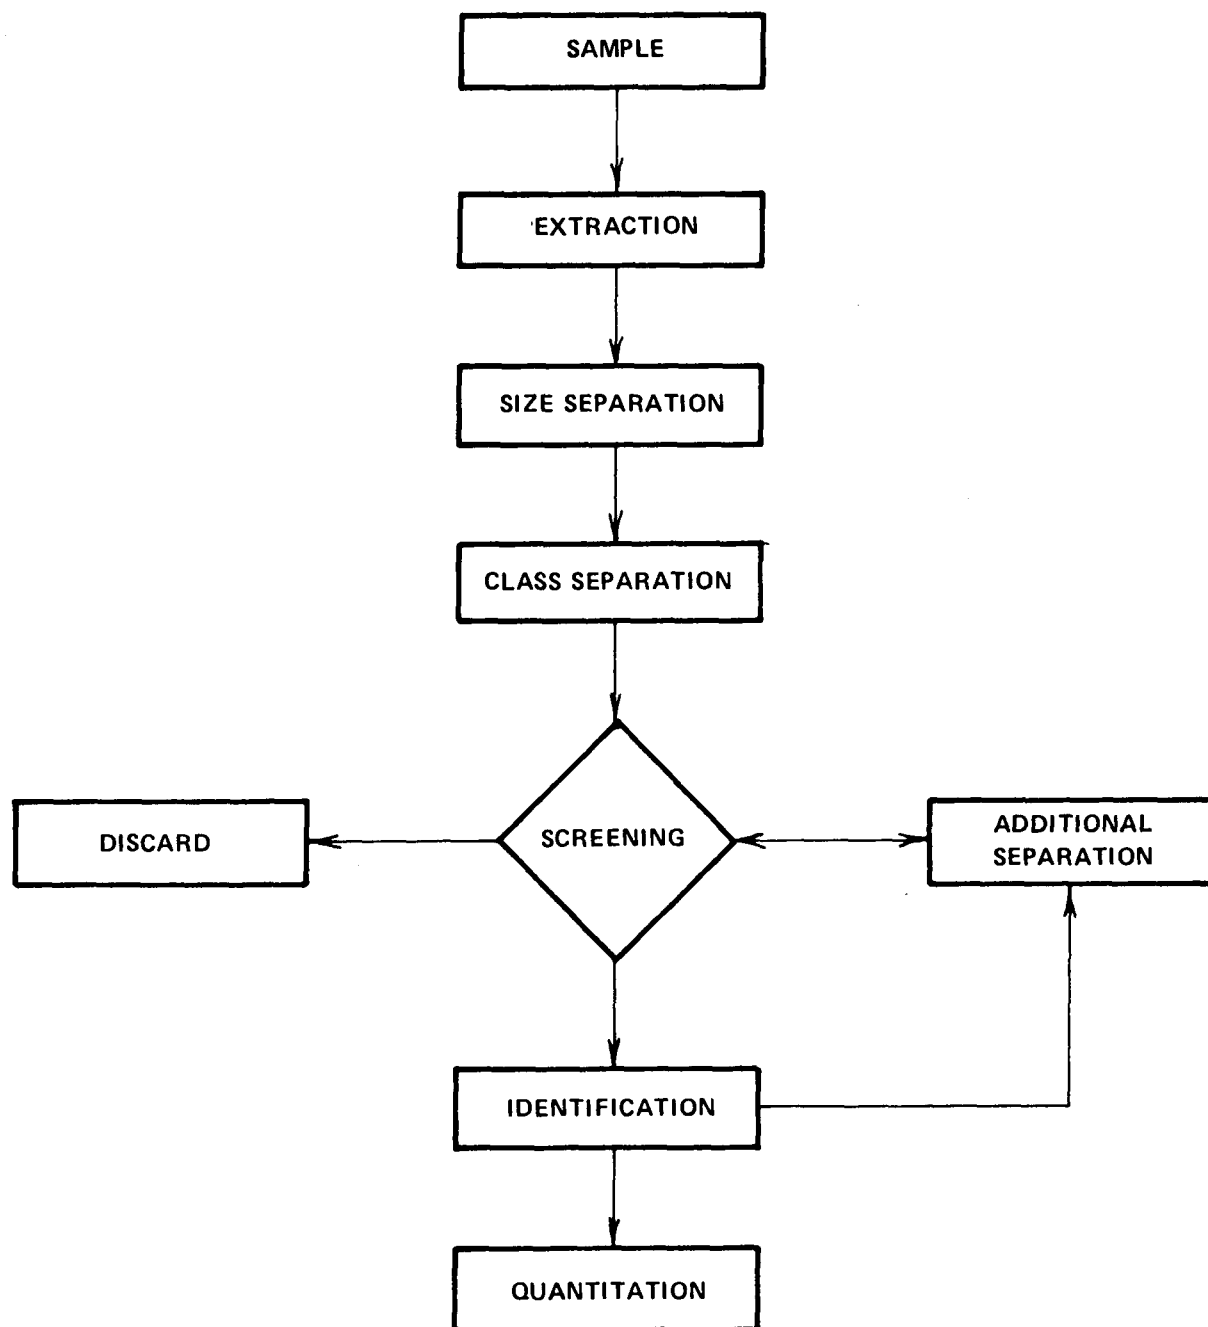 SAMPLE
EXTRACTION
SIZE SEPARATION
CLASS SEPARATION
DISCARD
SCREENING
ADDITIONAL
SEPARATION
IDENTIFICATION
QUANTITATION